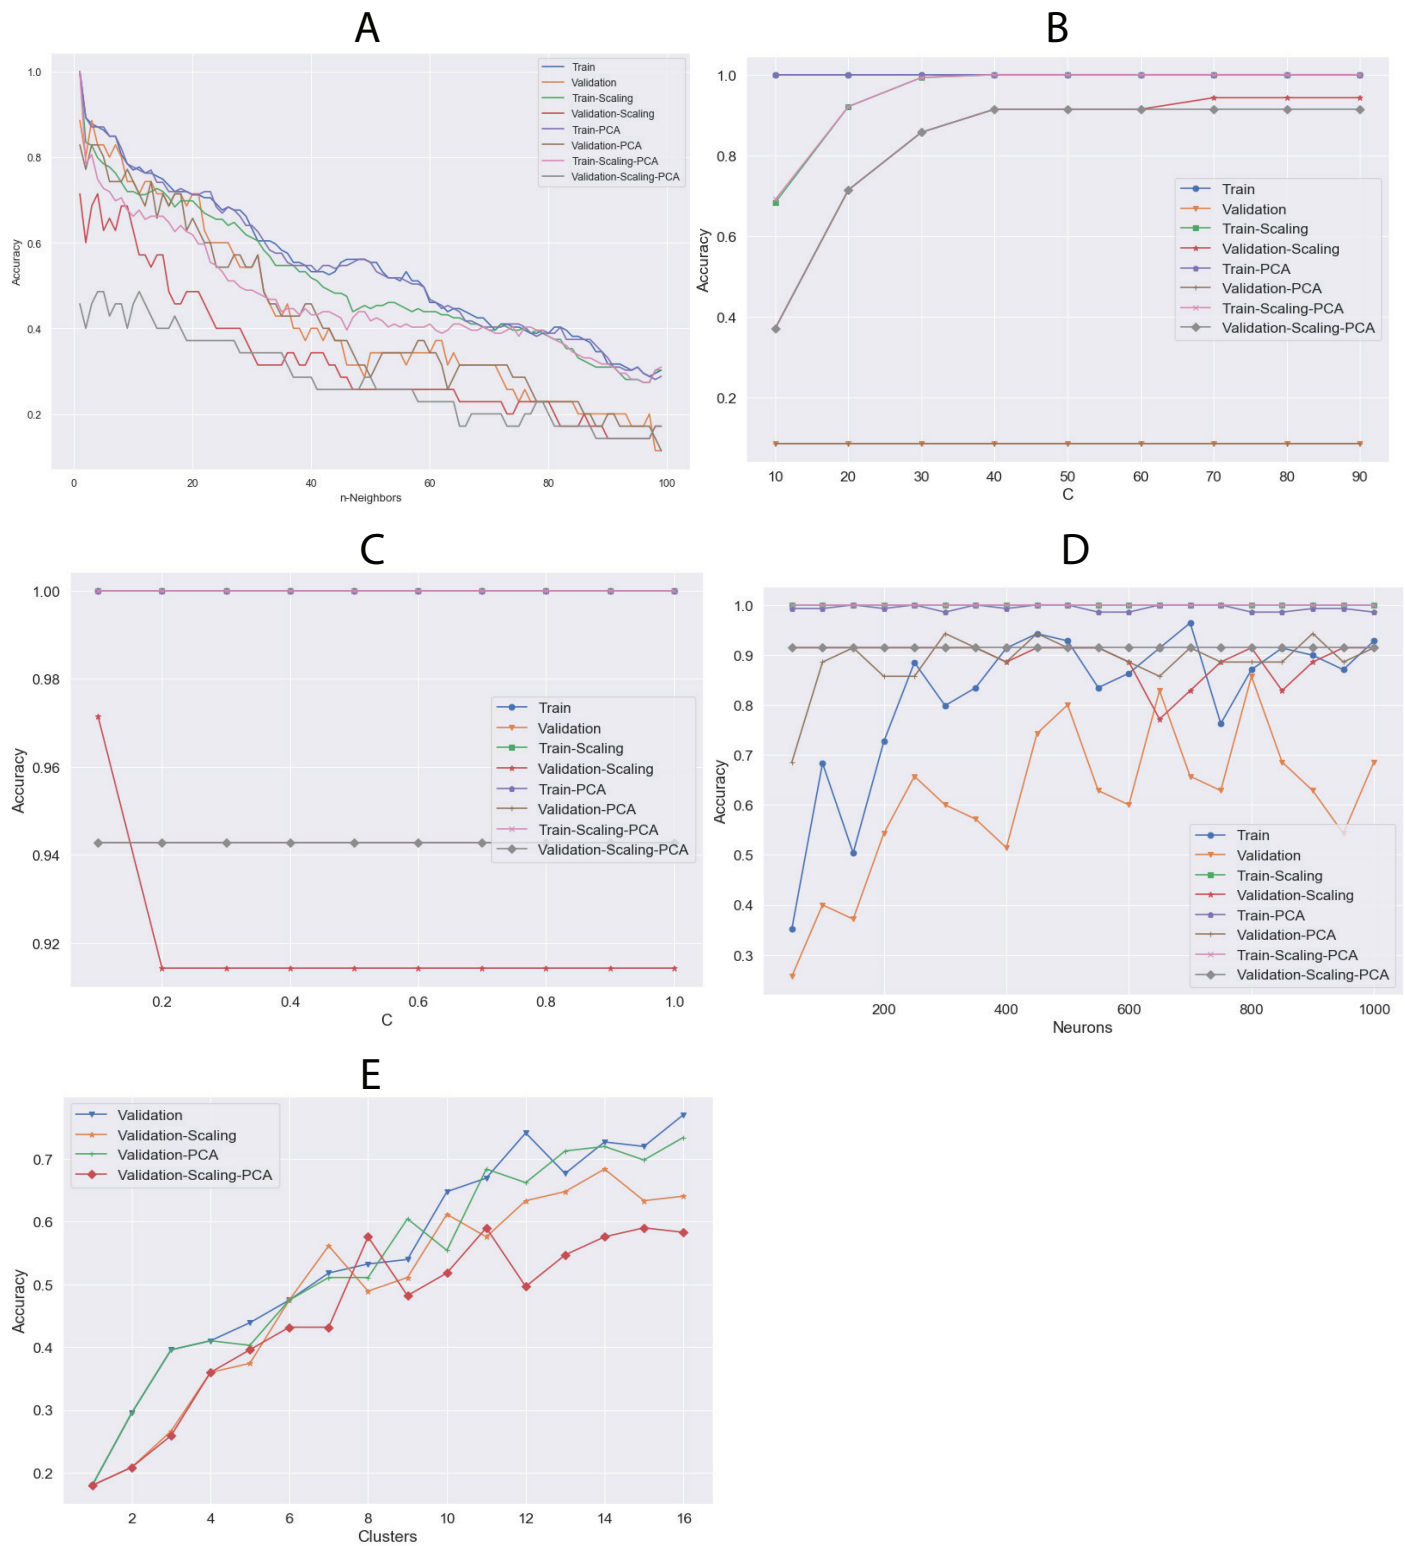 A
1.0
0.8
0.6
0.4
0.2
Accuracy
0
20
40
60
80
100
n-Neighbors
Train
Validation
Train-Scaling
Validation-Scaling
Train-PCA
Validation-PCA
Train-Scaling-PCA
Validation-Scaling-PCA
B
1.0
0.8
0.6
0.4
0.2
Accuracy
10
20
30
40
50
60
70
80
90
C
Train
Validation
Train-Scaling
Validation-Scaling
Train-PCA
Validation-PCA
Train-Scaling-PCA
Validation-Scaling-PCA
C
1.00
0.98
0.96
0.94
0.92
Accuracy
0.2
0.4
0.6
0.8
1.0
C
Train
Validation
Train-Scaling
Validation-Scaling
Train-PCA
Validation-PCA
Train-Scaling-PCA
Validation-Scaling-PCA
D
1.0
0.9
0.8
0.7
0.6
0.5
0.4
0.3
Accuracy
200
400
600
800
1000
Neurons
Train
Validation
Train-Scaling
Validation-Scaling
Train-PCA
Validation-PCA
Train-Scaling-PCA
Validation-Scaling-PCA
E
0.7
0.6
0.5
0.4
0.3
0.2
Accuracy
2
4
6
8
10
12
14
16
Clusters
Validation
Validation-Scaling
Validation-PCA
Validation-Scaling-PCA